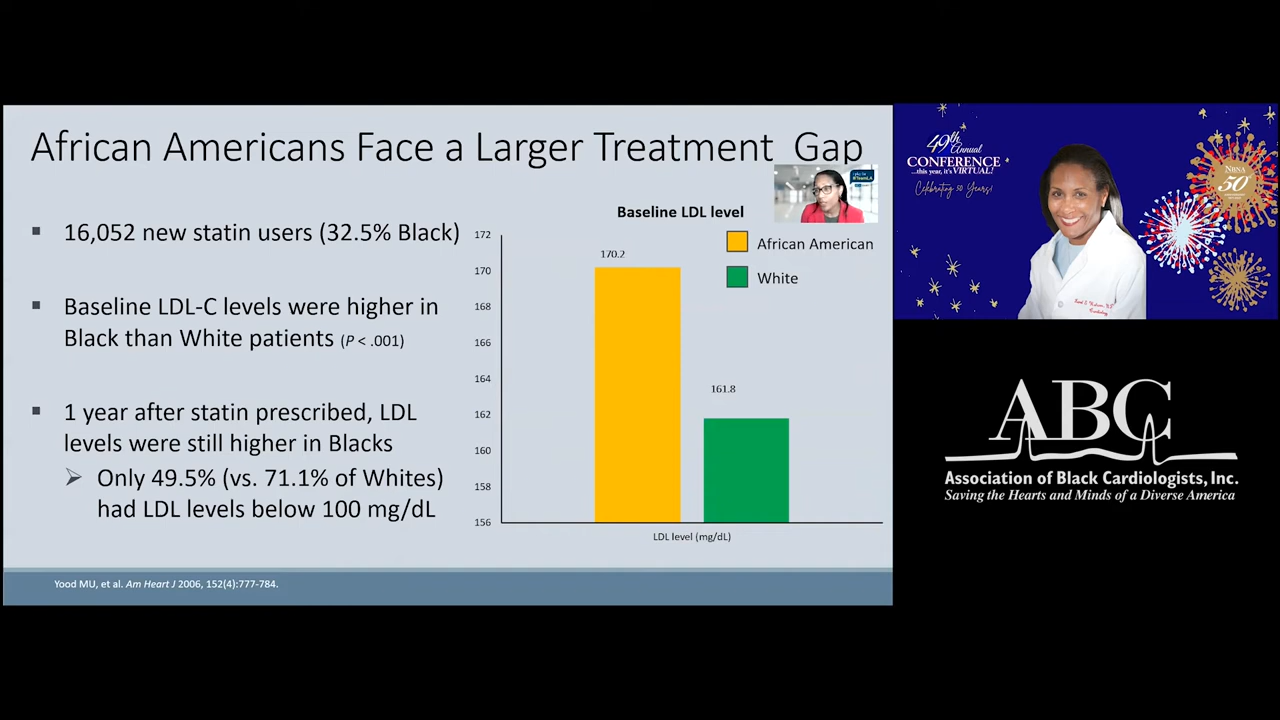 African Americans Face a Larger Treatment Gap
▪ 16,052 new statin users (32.5% Black)
▪ Baseline LDL-C levels were higher in
Black than White patients (P < .001)
▪ 1 year after statin prescribed, LDL
levels were still higher in Blacks
➢ Only 49.5% (vs. 71.1% of Whites)
had LDL levels below 100 mg/dL
Baseline LDL level
African American
White
172
170
168
166
164
162
160
158
156
170.2
161.8
LDL level (mg/dL)
Yood MU, et al. Am Heart J 2006, 152(4):777-784.
49th
Annual
CONFERENCE
...this year, it's VIRTUAL!
Celebrating 50 Years!
NBNA
50
Cardiology
ABC
Association of Black Cardiologists, Inc.
Saving the Hearts and Minds of a Diverse America